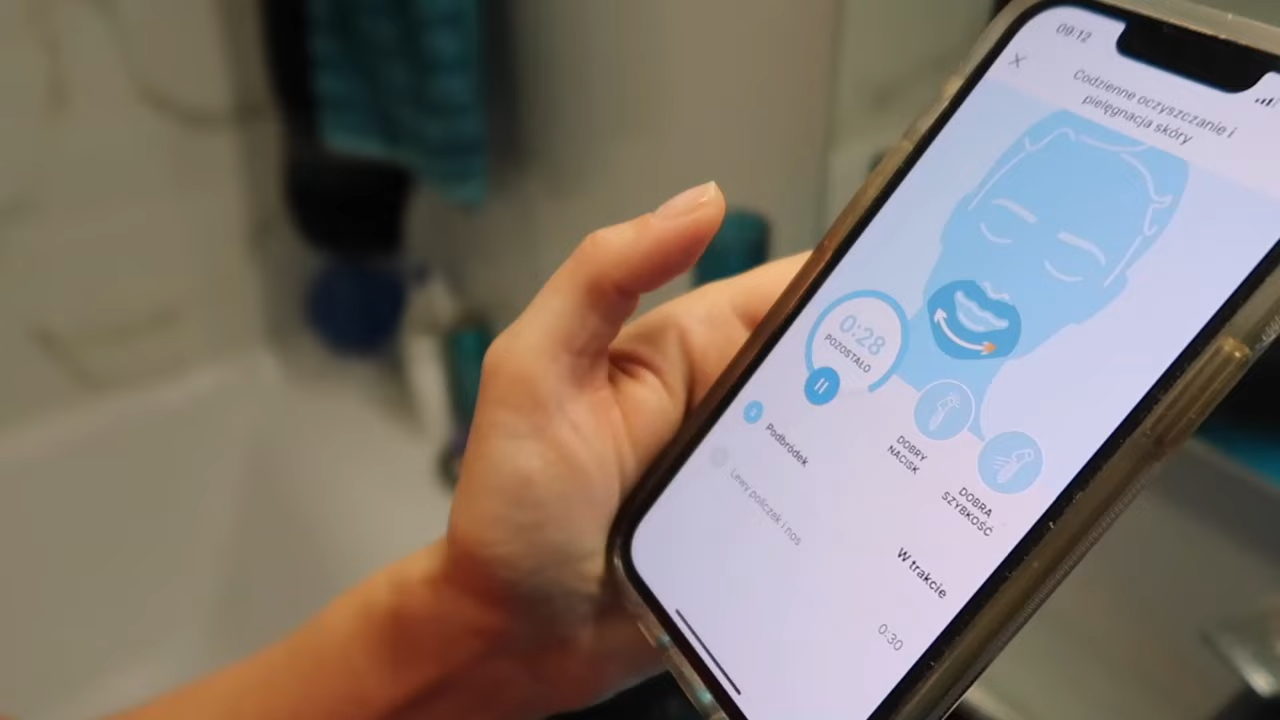 09:12
Codzienne oczyszczanie i
pielęgnacja skóry
0:28
POZOSTAŁO
DOBRY
NACISK
DOBRA
SZYBKOŚĆ
Podbródek
W trakcie
Lewy policzek i nos
0:30